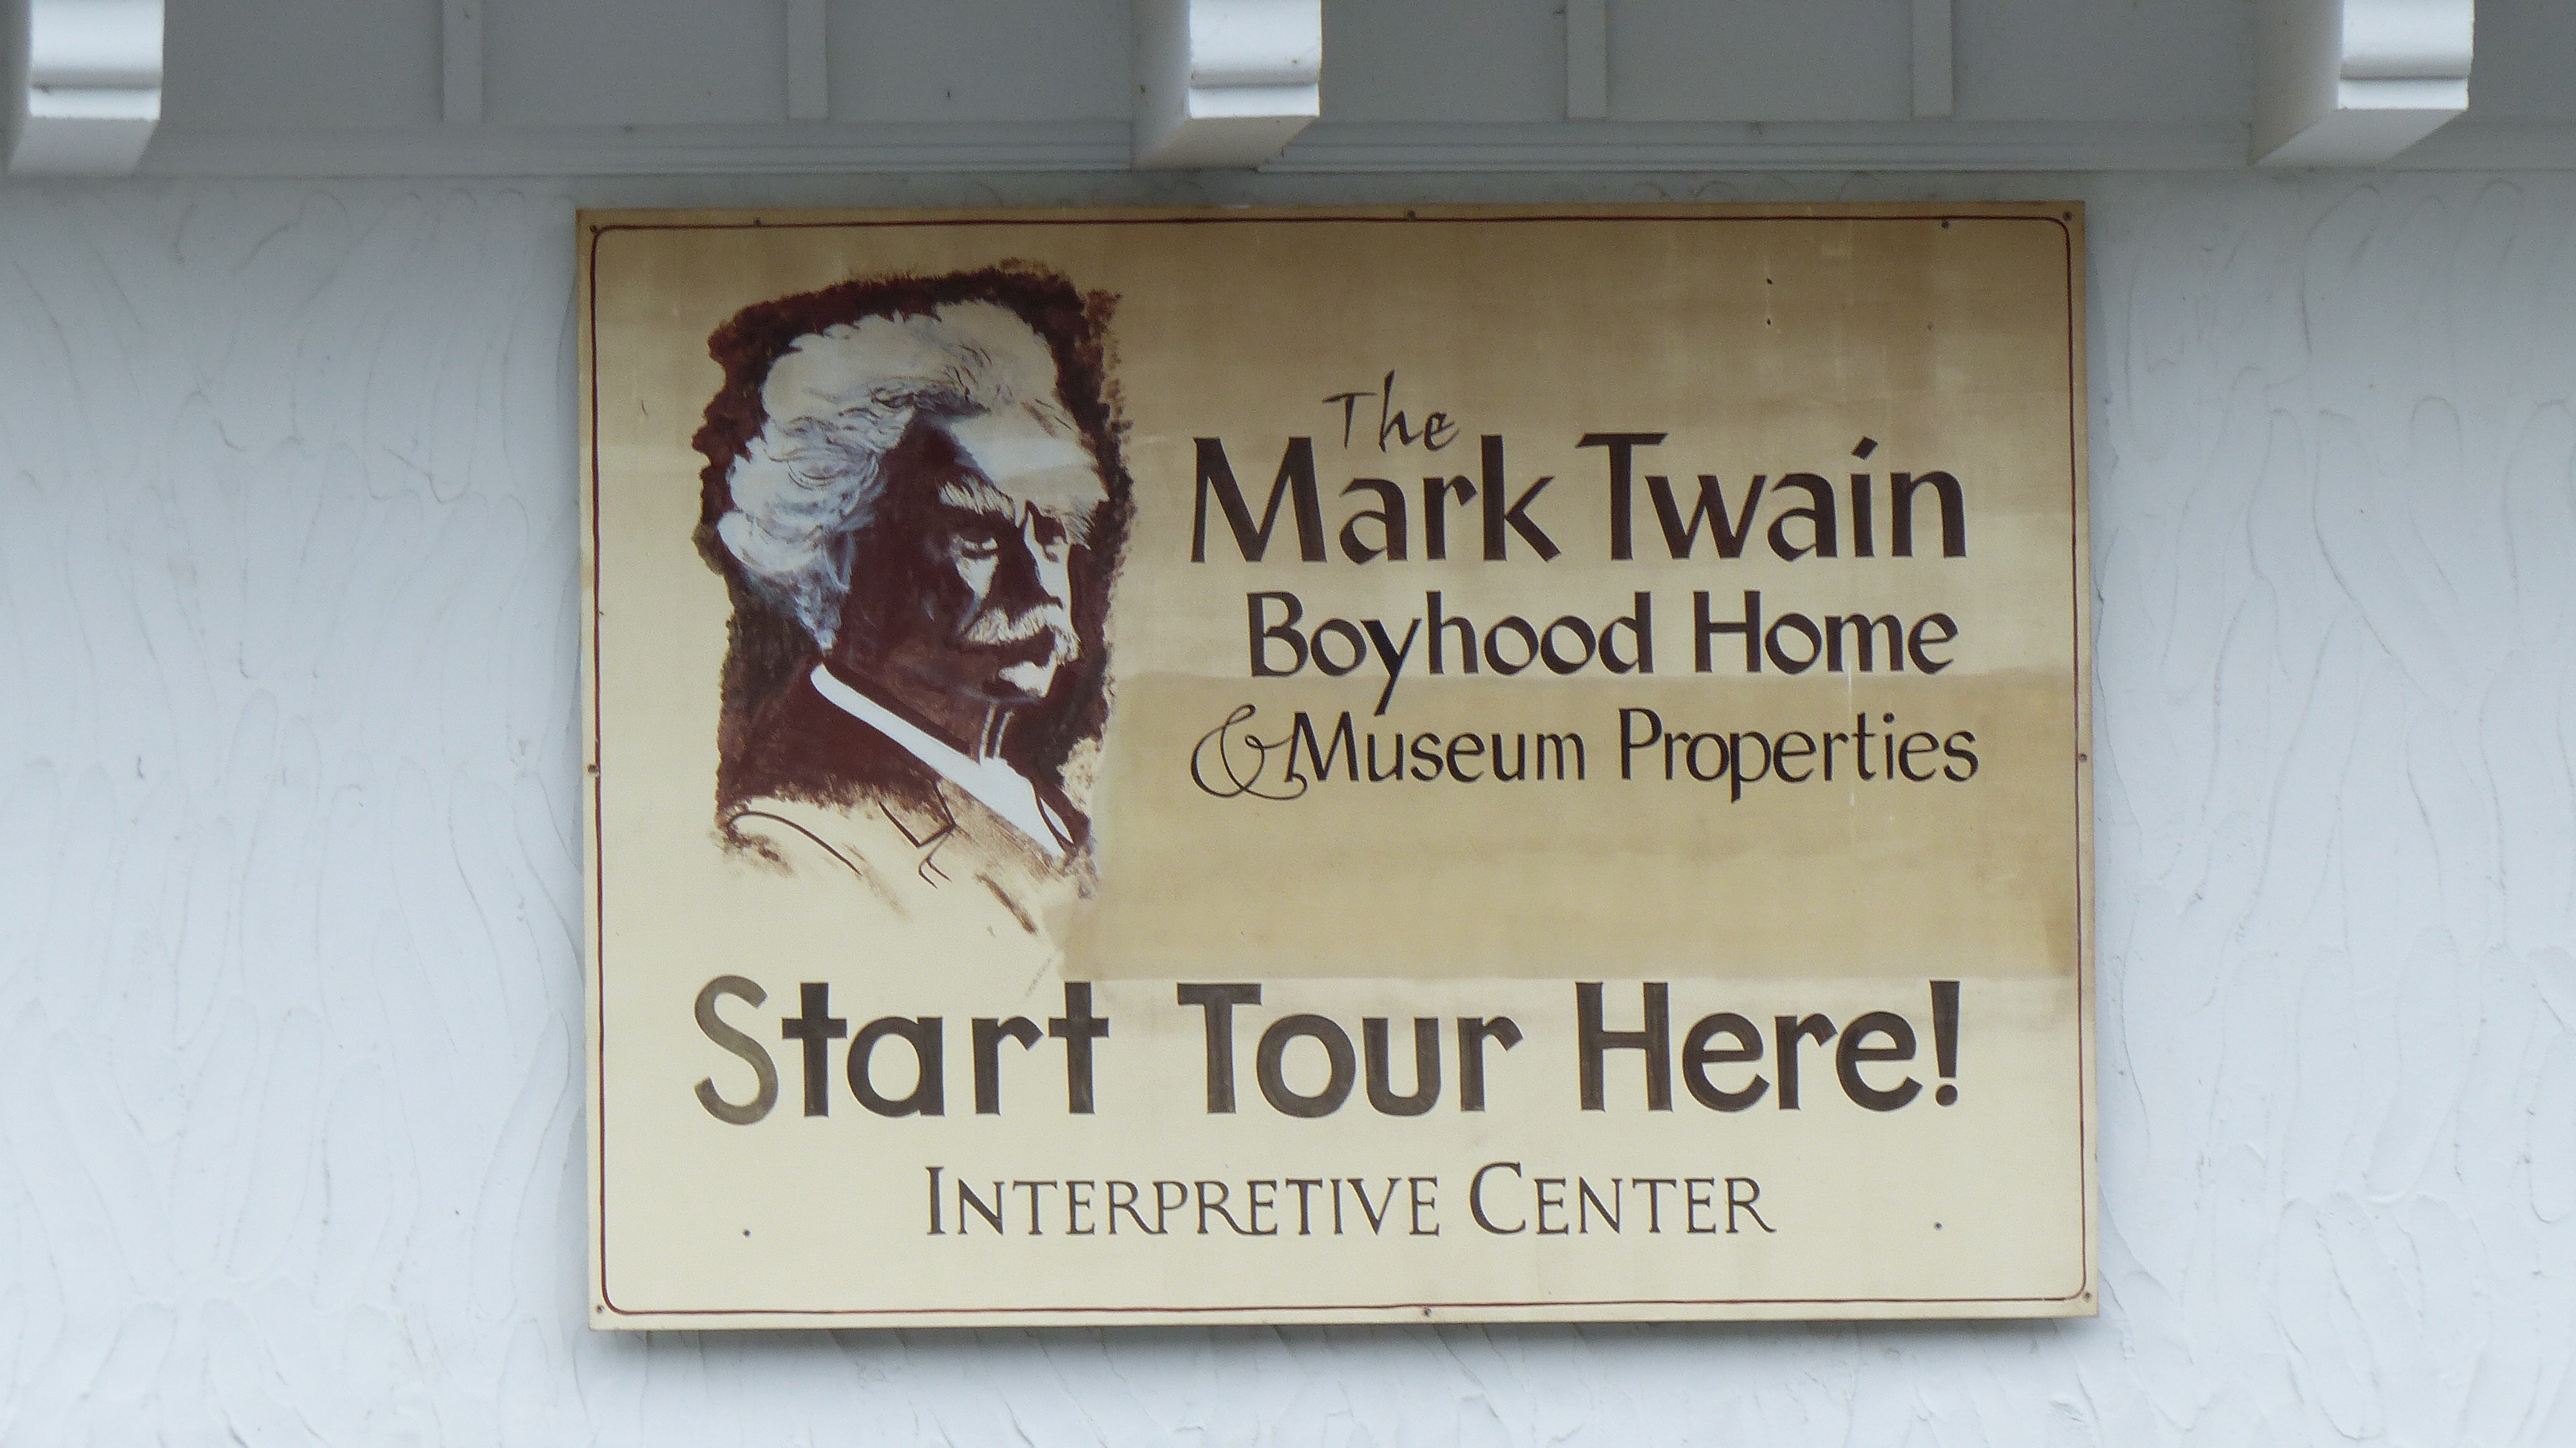 The
Mark Twain
Boyhood Home
& Museum Properties
Start Tour Here!
INTERPRETIVE CENTER